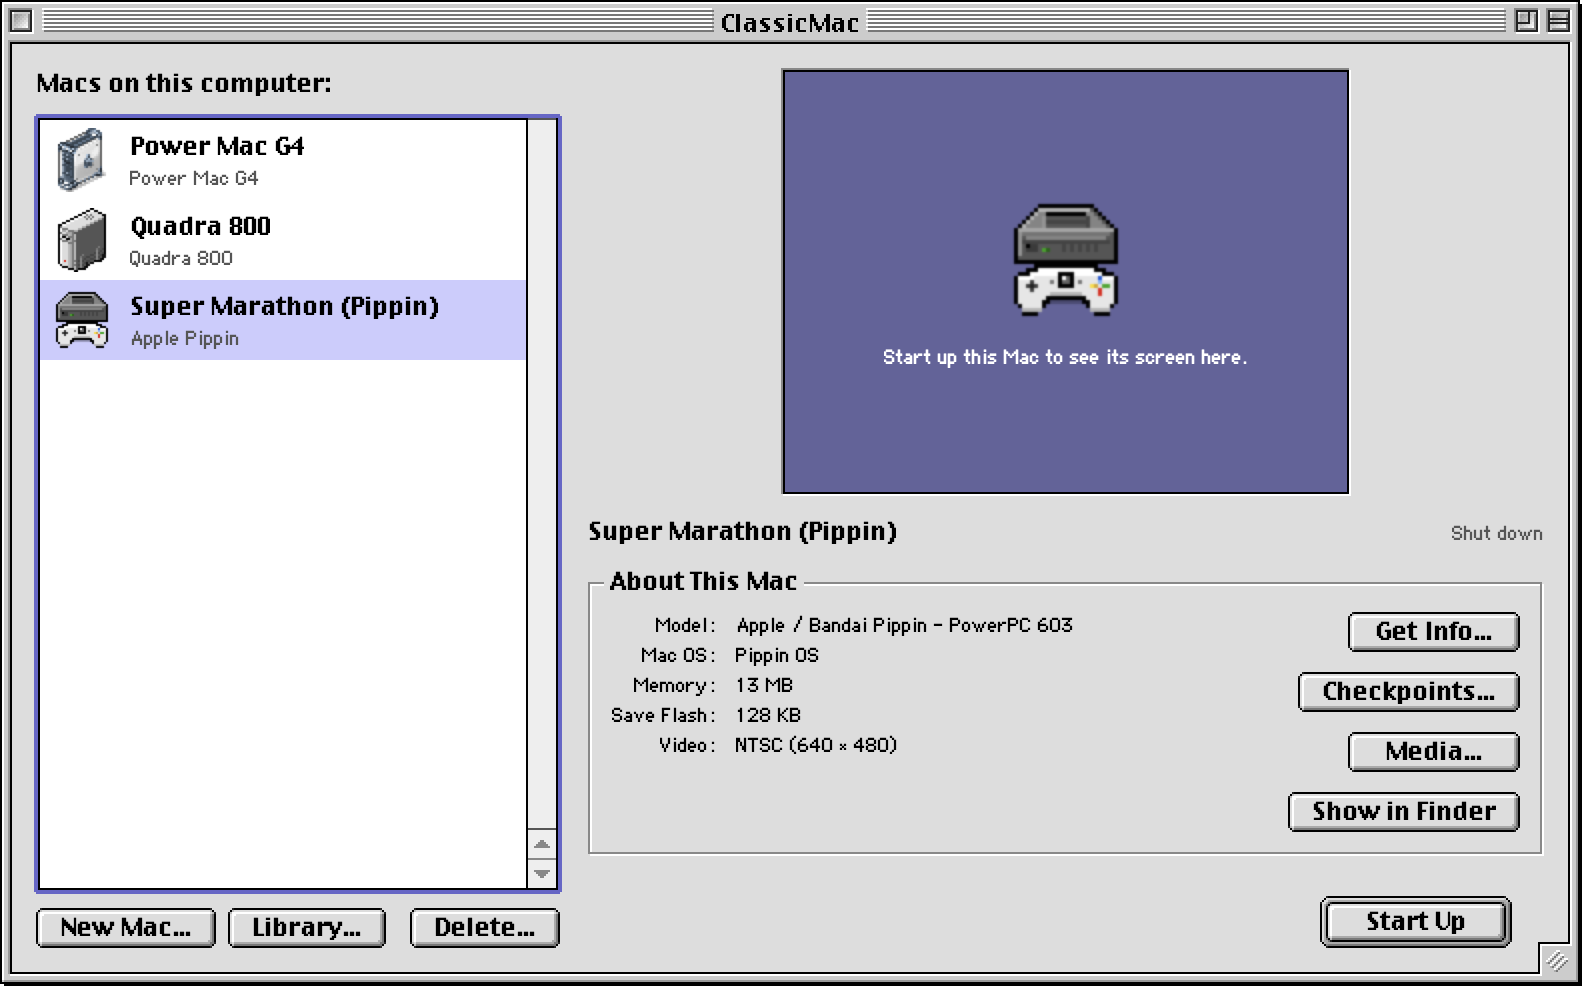 ClassicMac
Macs on this computer:
Power Mac G4
Power Mac G4
Quadra 800
Quadra 800
Super Marathon (Pippin)
Apple Pippin
New Mac...
Library...
Delete...
Start up this Mac to see its screen here.
Super Marathon (Pippin)
Shut down
About This Mac
Model: Apple / Bandai Pippin – PowerPC 603
Mac OS: Pippin OS
Memory: 13 MB
Save Flash: 128 KB
Video: NTSC (640 × 480)
Get Info...
Checkpoints...
Media...
Show in Finder
Start Up